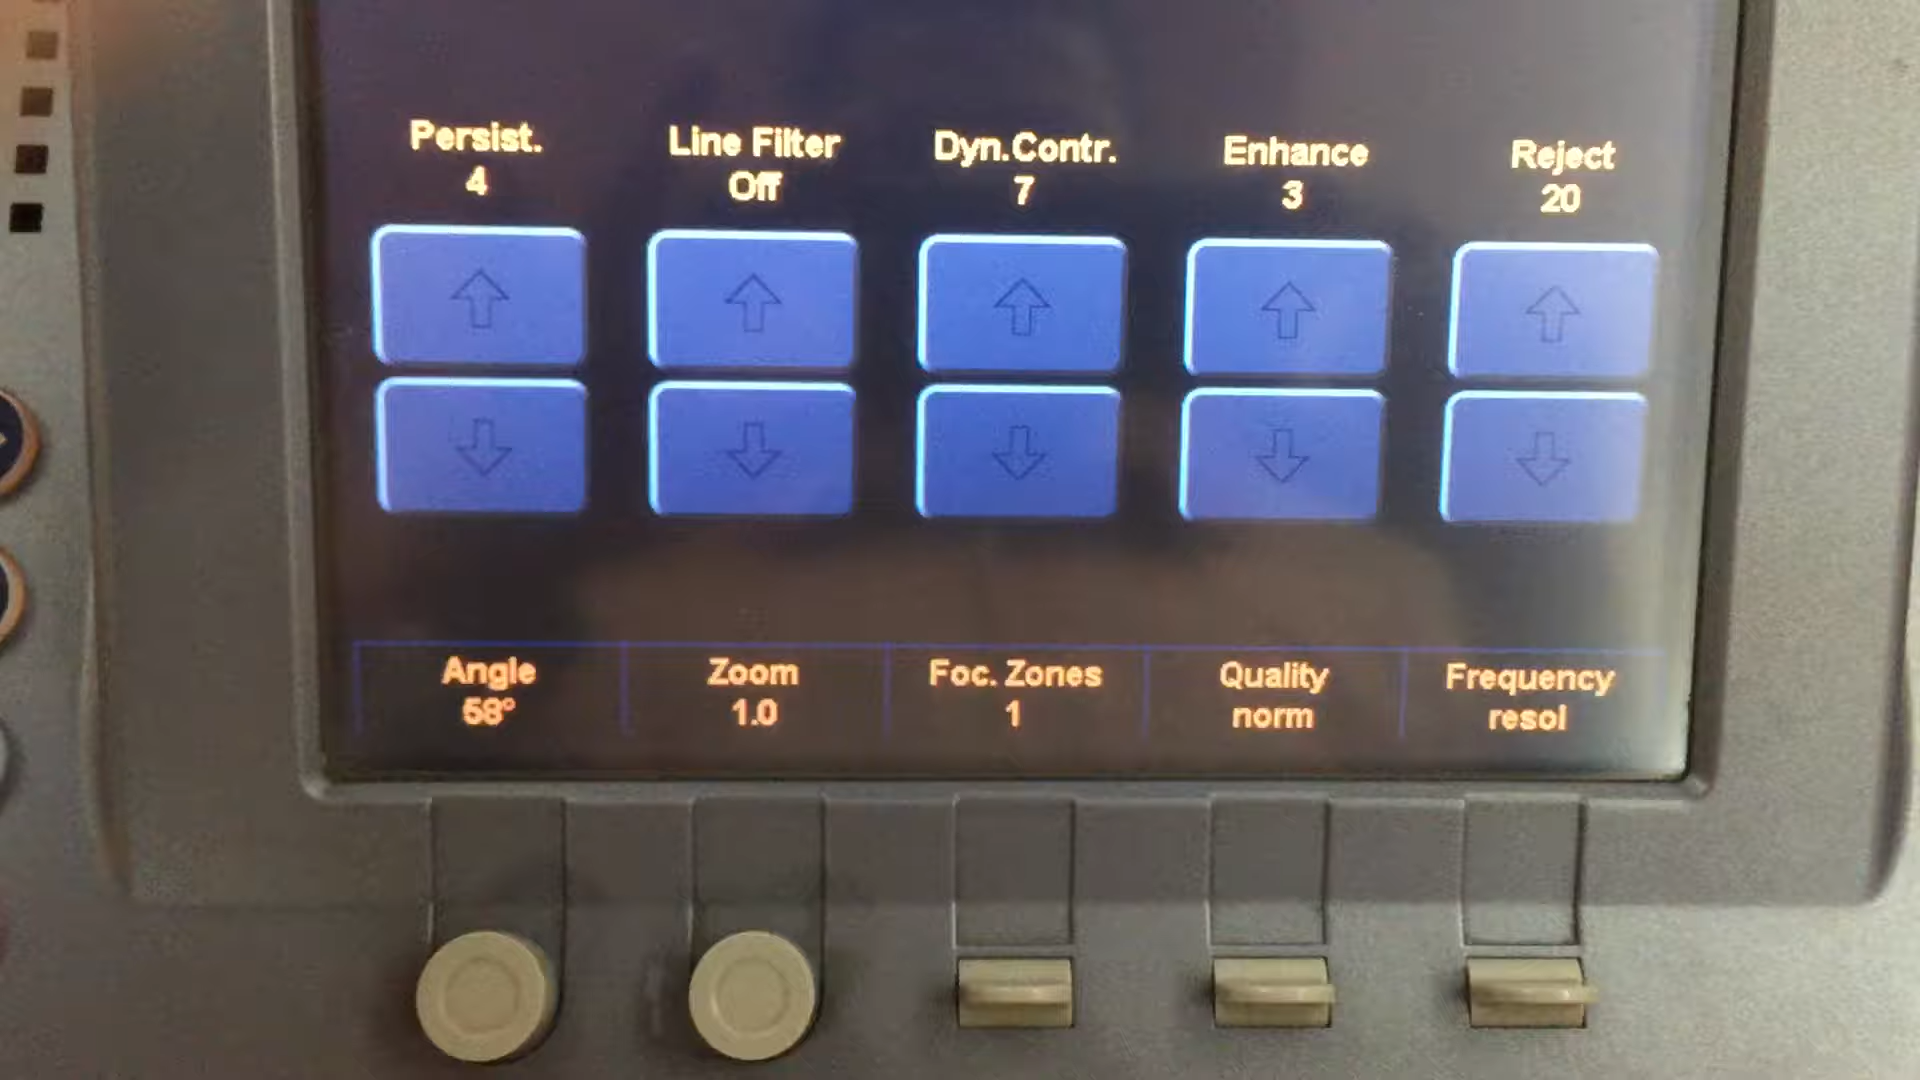 Persist.
4
Line Filter
Off
Dyn.Contr.
7
Enhance
3
Reject
20
Angle
58°
Zoom
1.0
Foc. Zones
1
Quality
norm
Frequency
resol